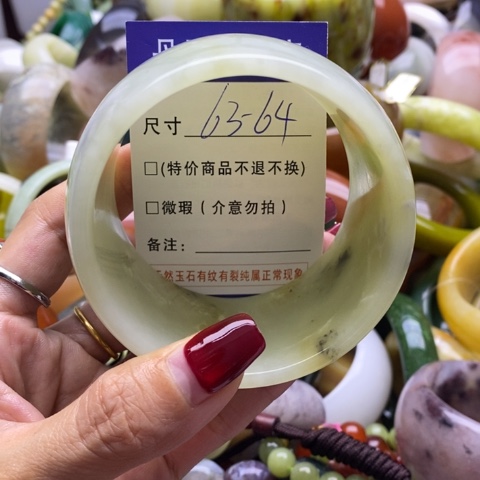 尺寸 63-64
□(特价商品不退不换)
□微瑕(介意勿拍)
备注:
天然玉石有纹有裂纯属正常现象